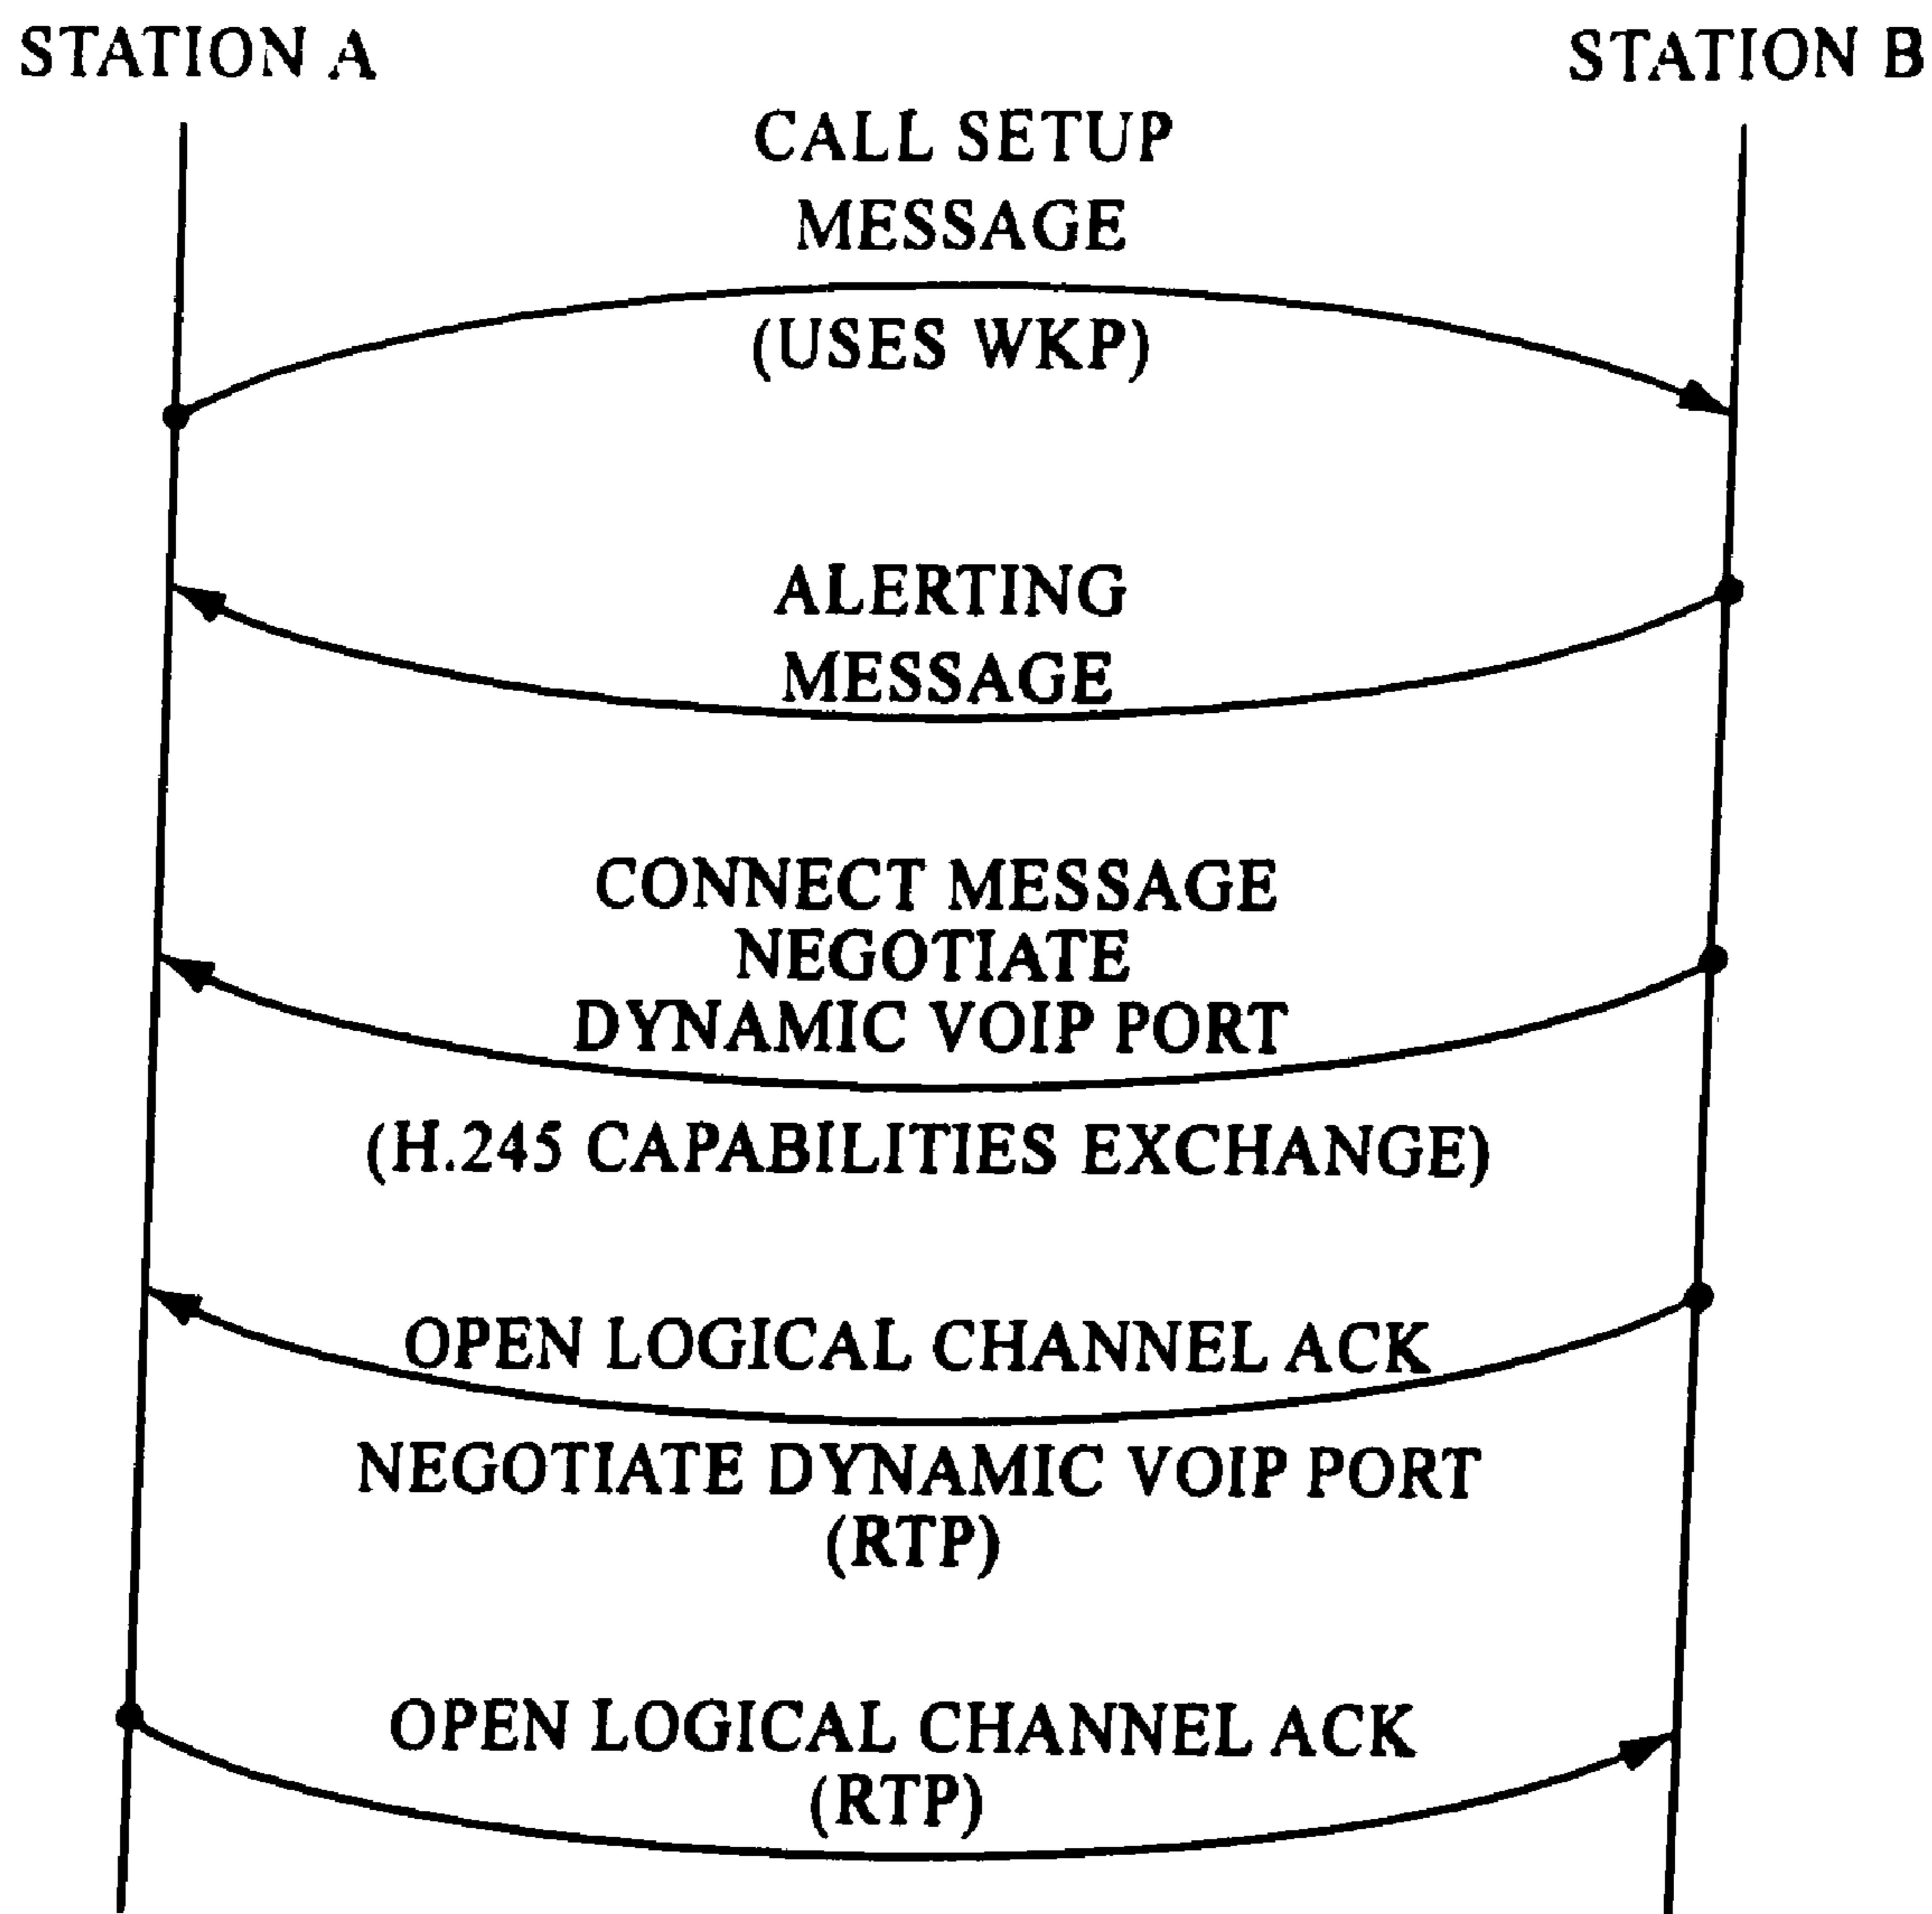 STATION A
STATION B
CALL SETUP
MESSAGE
(USES WKP)
ALERTING
MESSAGE
CONNECT MESSAGE
NEGOTIATE
DYNAMIC VOIP PORT
(H.245 CAPABILITIES EXCHANGE)
OPEN LOGICAL CHANNEL ACK
NEGOTIATE DYNAMIC VOIP PORT
(RTP)
OPEN LOGICAL CHANNEL ACK
(RTP)